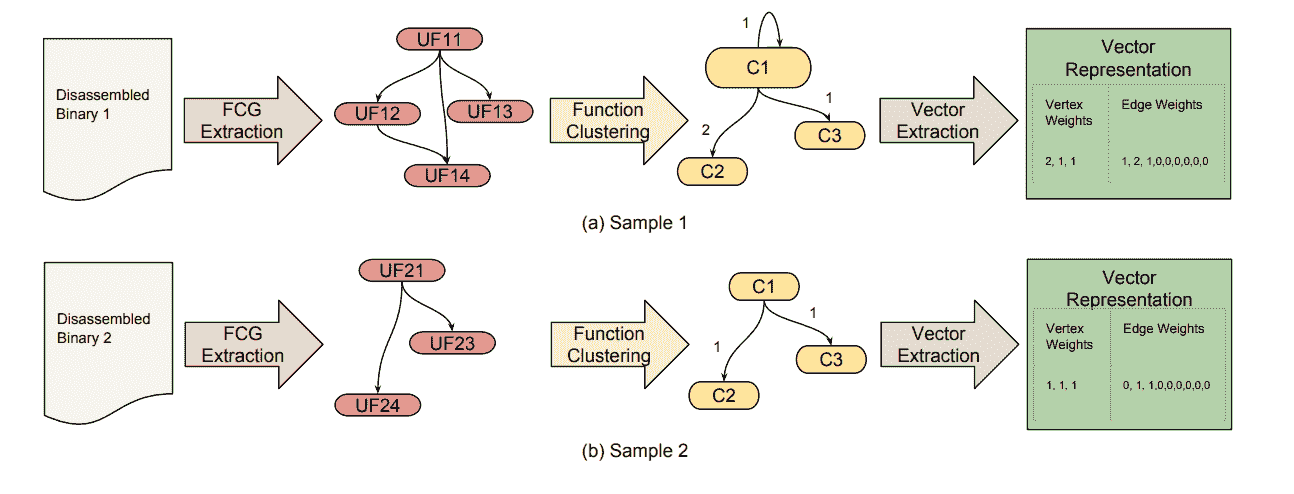 Disassembled
Binary 1
FCG
Extraction
UF11
UF12
UF13
UF14
Function
Clustering
1
C1
1
2
C3
C2
Vector
Extraction
Vector
Representation
Vertex
Weights
Edge Weights
2, 1, 1
1, 2, 1,0,0,0,0,0,0
(a) Sample 1
Disassembled
Binary 2
FCG
Extraction
UF21
UF23
UF24
Function
Clustering
C1
1
1
C3
C2
Vector
Extraction
Vector
Representation
Vertex
Weights
Edge Weights
1, 1, 1
0, 1, 1,0,0,0,0,0,0
(b) Sample 2